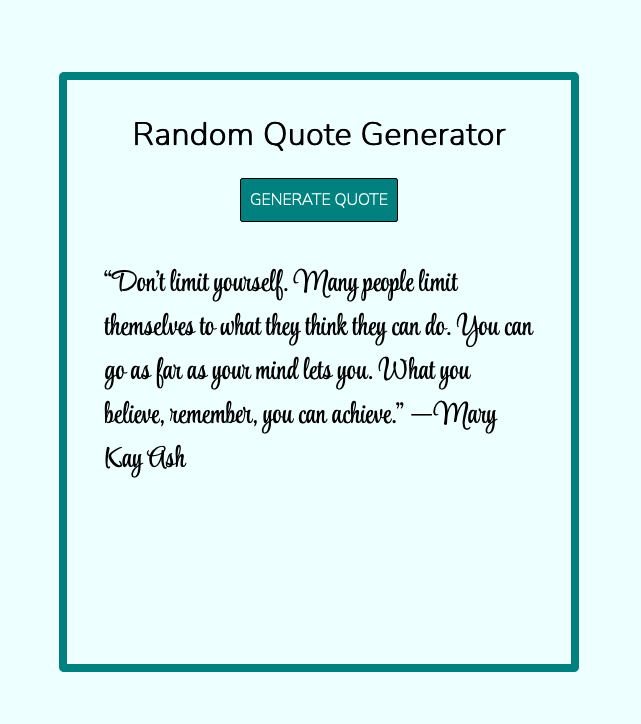 Random Quote Generator
GENERATE QUOTE
“Don’t limit yourself. Many people limit
themselves to what they think they can do. You can
go as far as your mind lets you. What you
believe, remember, you can achieve.” —Mary
Kay Ash